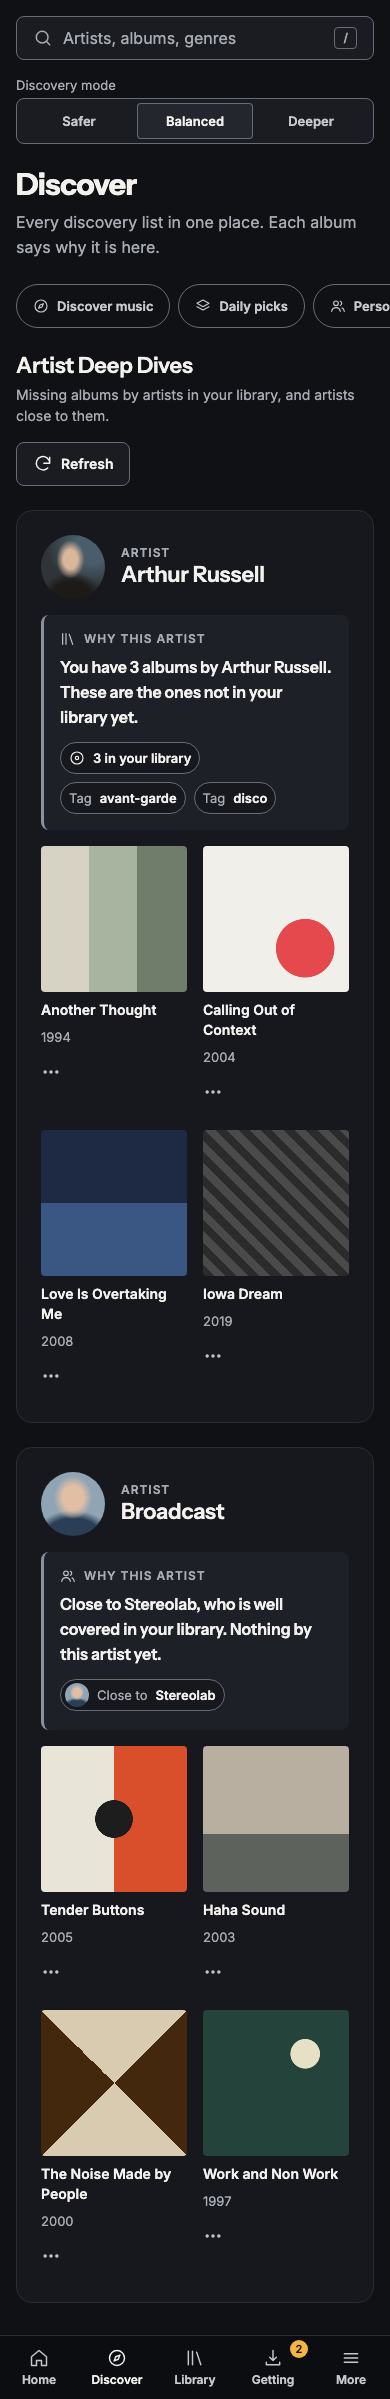 Artists, albums, genres /
Discovery mode
Safer Balanced Deeper
Discover
Every discovery list in one place. Each album
says why it is here.
Discover music Daily picks Perso
Artist Deep Dives
Missing albums by artists in your library, and artists
close to them.
Refresh
ARTIST
Arthur Russell
WHY THIS ARTIST
You have 3 albums by Arthur Russell.
These are the ones not in your
library yet.
3 in your library
Tag avant-garde Tag disco
Another Thought
1994
Calling Out of
Context
2004
Love Is Overtaking
Me
2008
Iowa Dream
2019
ARTIST
Broadcast
WHY THIS ARTIST
Close to Stereolab, who is well
covered in your library. Nothing by
this artist yet.
Close to Stereolab
Tender Buttons
2005
Haha Sound
2003
The Noise Made by
People
2000
Work and Non Work
1997
2
Home Discover Library Getting More